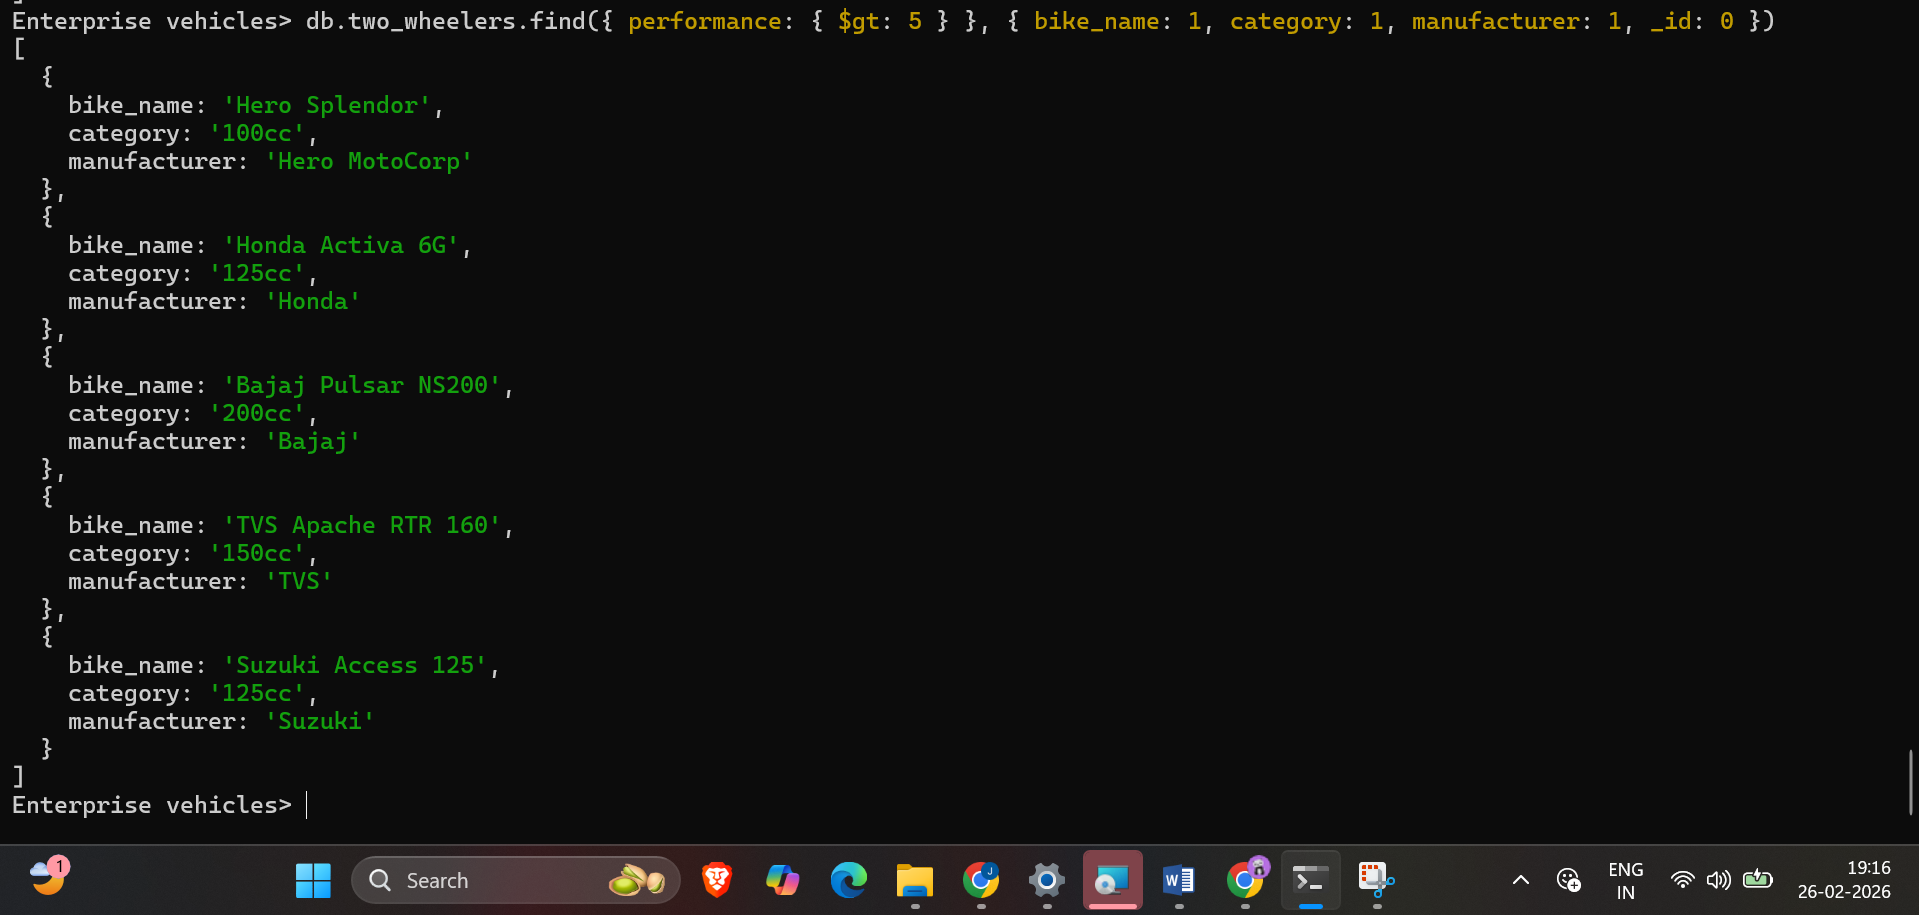 Enterprise vehicles> db.two_wheelers.find({ performance: { $gt: 5 } }, { bike_name: 1, category: 1, manufacturer: 1, _id: 0 })
[
  {
    bike_name: 'Hero Splendor',
    category: '100cc',
    manufacturer: 'Hero MotoCorp'
  },
  {
    bike_name: 'Honda Activa 6G',
    category: '125cc',
    manufacturer: 'Honda'
  },
  {
    bike_name: 'Bajaj Pulsar NS200',
    category: '200cc',
    manufacturer: 'Bajaj'
  },
  {
    bike_name: 'TVS Apache RTR 160',
    category: '150cc',
    manufacturer: 'TVS'
  },
  {
    bike_name: 'Suzuki Access 125',
    category: '125cc',
    manufacturer: 'Suzuki'
  }
]
Enterprise vehicles>
1
Search
J
W
ENG
IN
19:16
26-02-2026